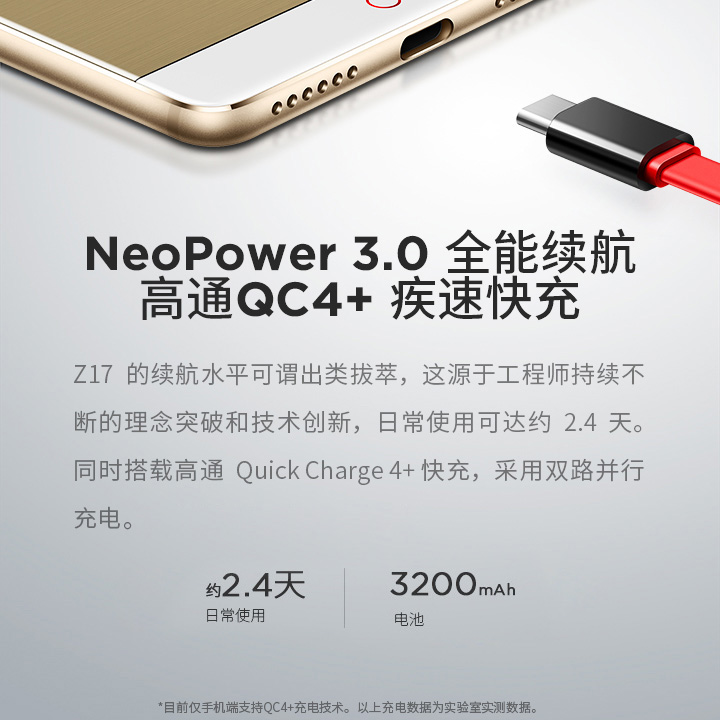 NeoPower 3.0 全能续航
高通QC4+ 疾速快充
Z17 的续航水平可谓出类拔萃，这源于工程师持续不
断的理念突破和技术创新，日常使用可达约 2.4 天。
同时搭载高通 Quick Charge 4+ 快充，采用双路并行
充电。
约2.4天
日常使用
3200mAh
电池
*目前仅手机端支持QC4+充电技术。以上充电数据为实验室实测数据。